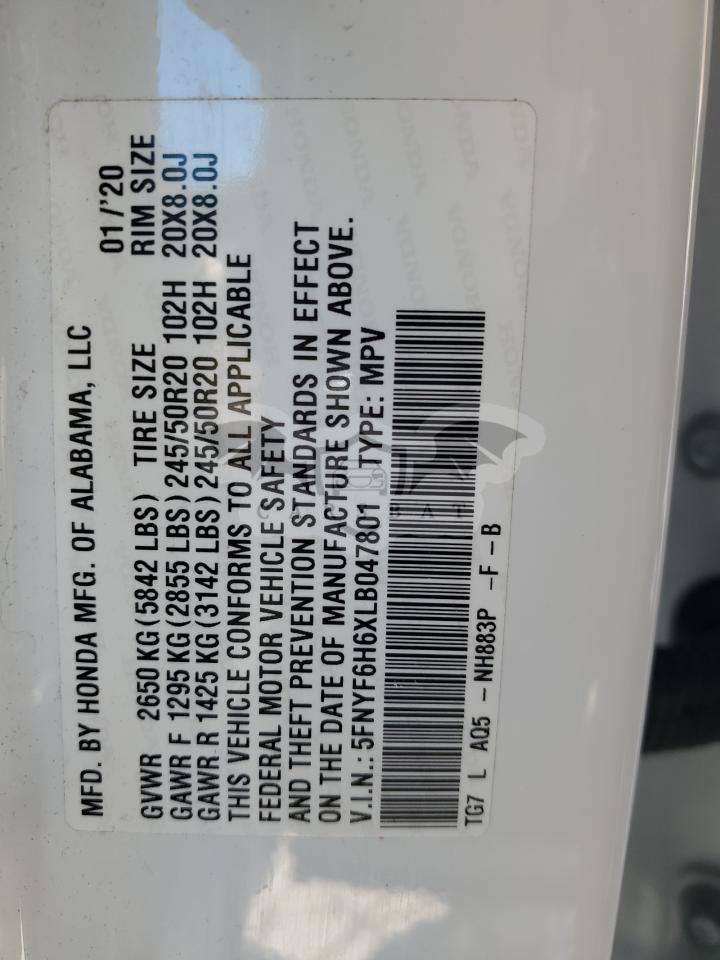 MFD. BY HONDA MFG. OF ALABAMA, LLC 01/'20
GVWR 2650 KG(5842 LBS) TIRE SIZE RIM SIZE
GAWR F 1295 KG(2855 LBS)245/50R20 102H 20X8.0J
GAWR R 1425 KG(3142 LBS)245/50R20 102H 20X8.0J
THIS VEHICLE CONFORMS TO ALL APPLICABLE
FEDERAL MOTOR VEHICLE SAFETY
AND THEFT PREVENTION STANDARDS IN EFFECT
ON THE DATE OF MANUFACTURE SHOWN ABOVE.
V.I.N.:5FNYF6H6XLB047801 TYPE: MPV
TG7 L AQ5 -NH883P -F -B